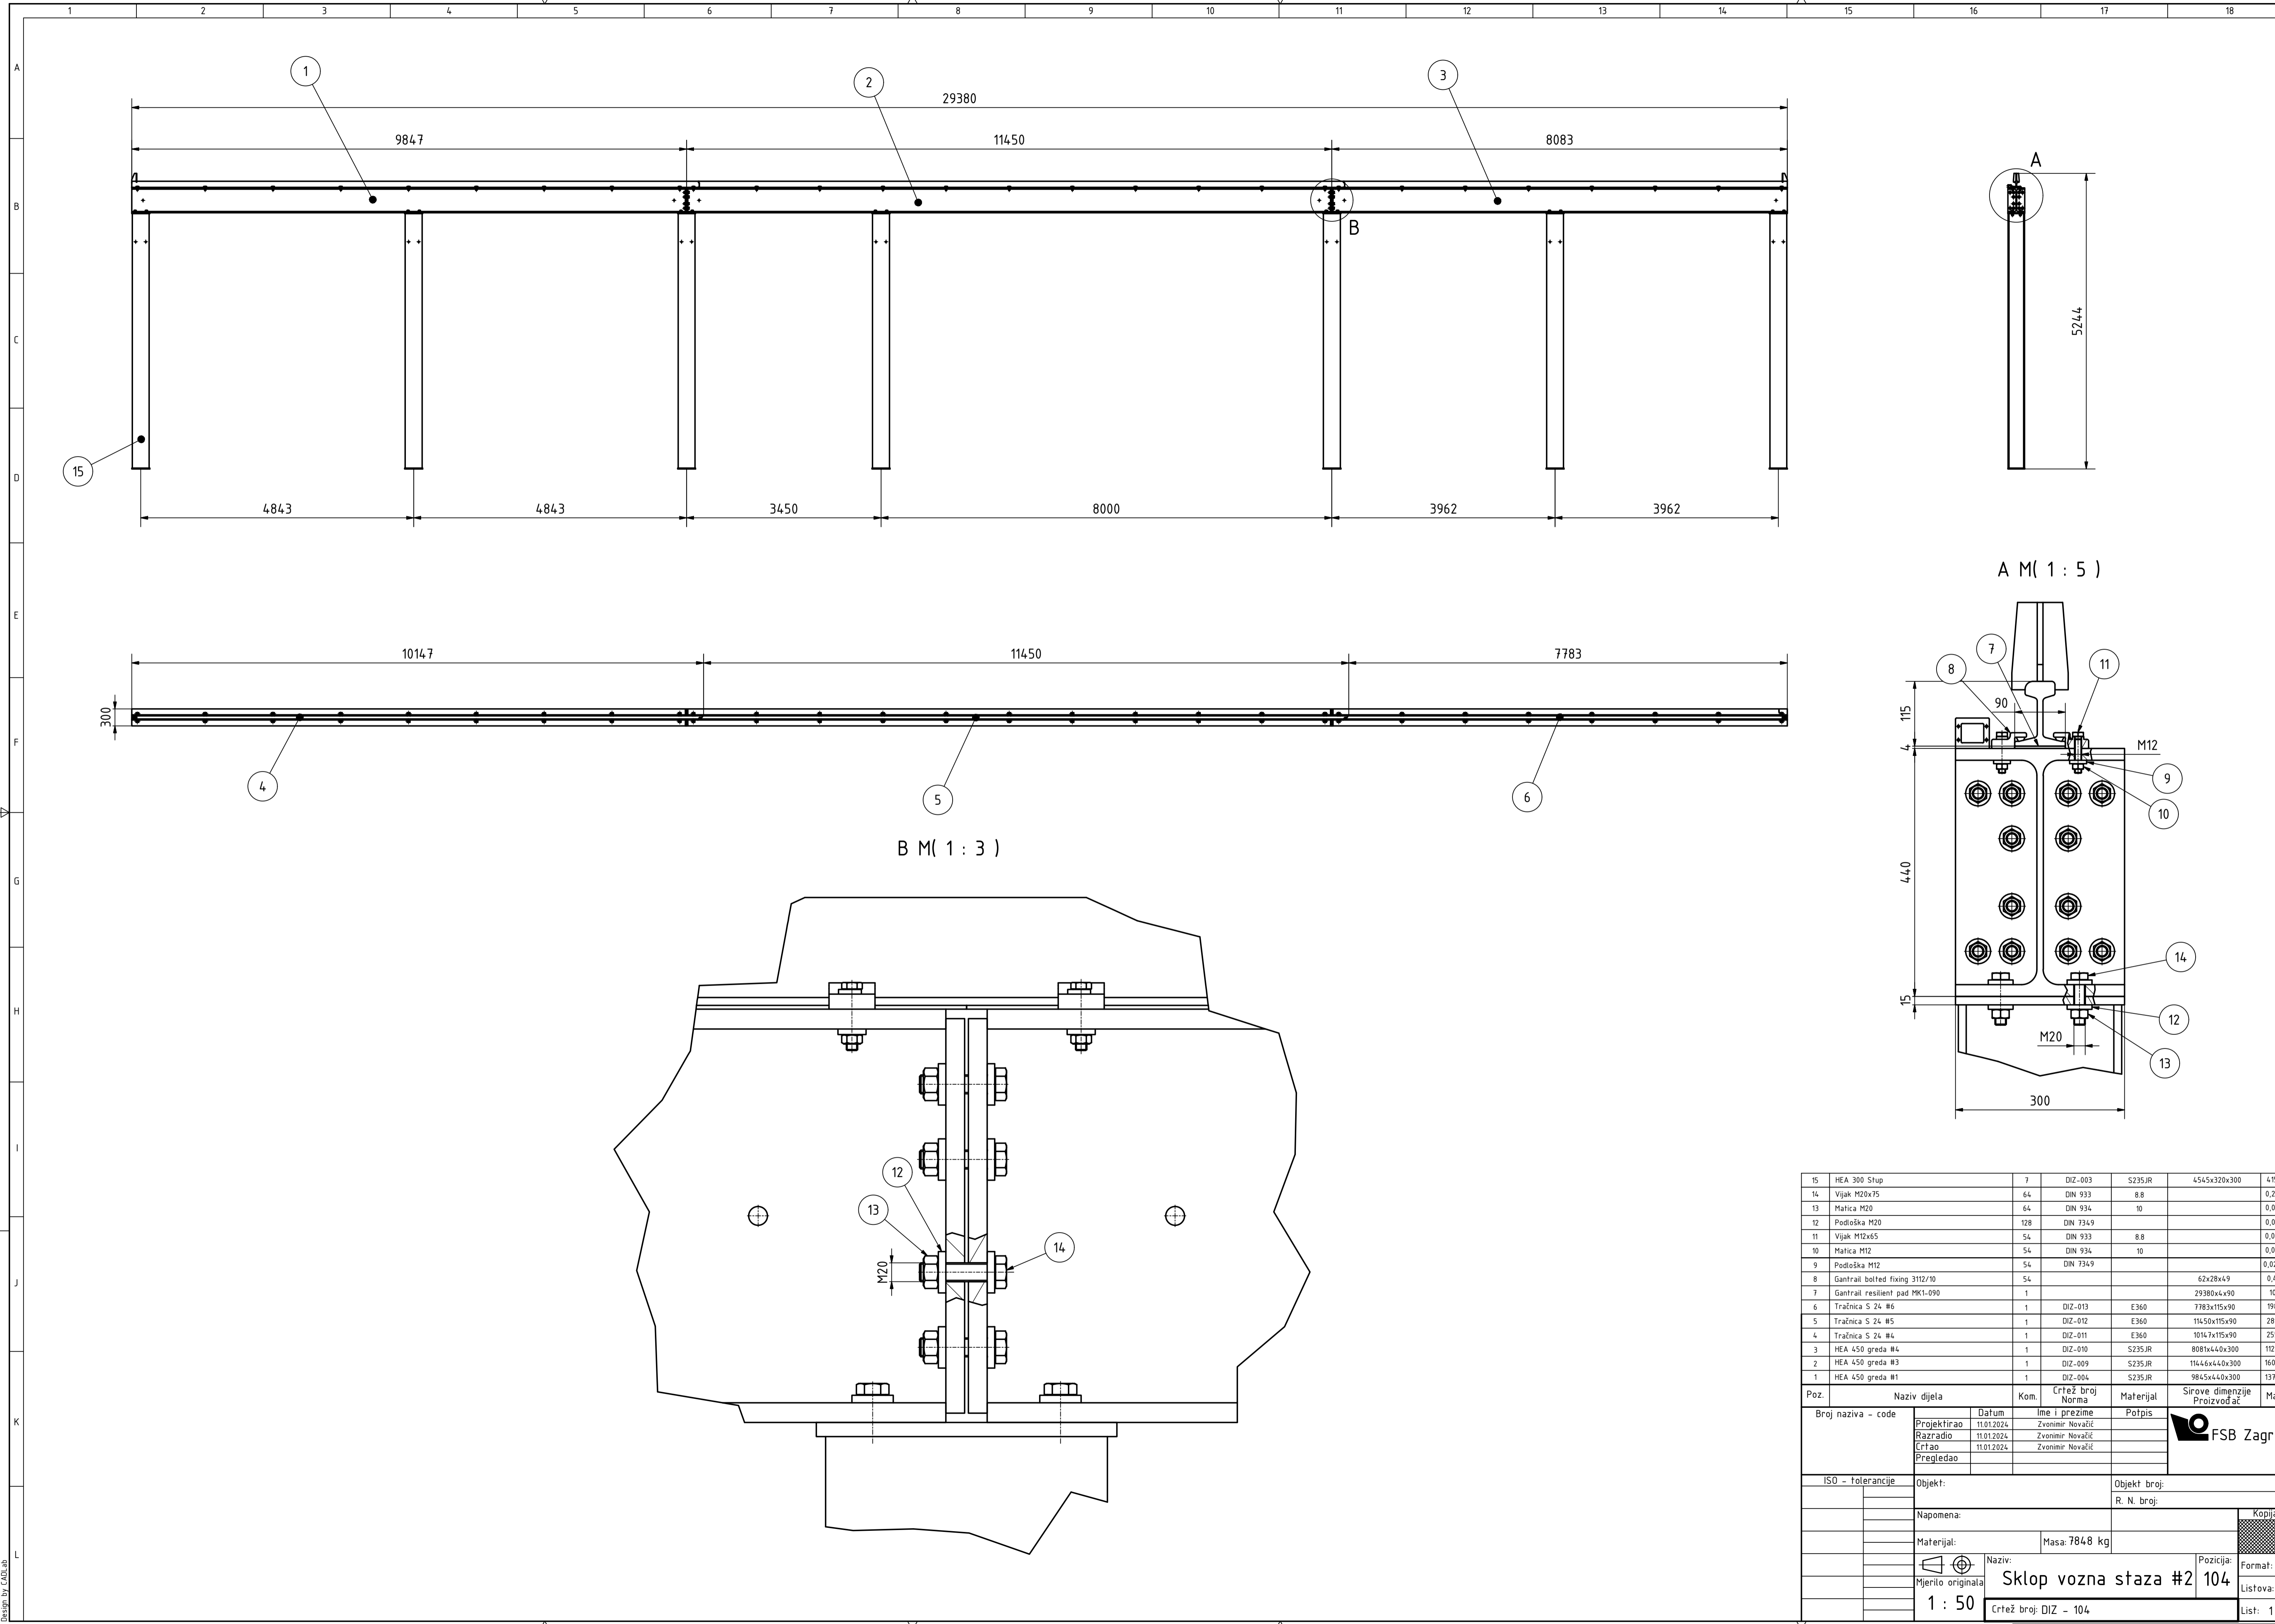 1 2 3 4 5 6 7 8 9 10 11 12 13 14 15 16 17 18
A
B
C
D
E
F
G
H
I
J
K
L
1
2
3
29380
9847 11450 8083
B
15
4843 4843 3450 8000 3962 3962
A
5244
10147 11450 7783
300
4
5
6
A M( 1 : 5 )
7
8
11
90
115
4
M12
9
10
440
14
15
12
M20
13
300
B M( 1 : 3 )
12
13
14
M20
15 HEA 300 Stup 7 DIZ-003 S235JR 4545x320x300
14 Vijak M20x75 64 DIN 933 8.8
13 Matica M20 64 DIN 934 10
12 Podloška M20 128 DIN 7349
11 Vijak M12x65 54 DIN 933 8.8
10 Matica M12 54 DIN 934 10
9 Podloška M12 54 DIN 7349
8 Gantrail bolted fixing 3112/10 54 62x28x49
7 Gantrail resilient pad MK1-090 1 29380x4x90
6 Tračnica S 24 #6 1 DIZ-013 E360 7783x115x90
5 Tračnica S 24 #5 1 DIZ-012 E360 11450x115x90
4 Tračnica S 24 #4 1 DIZ-011 E360 10147x115x90
3 HEA 450 greda #4 1 DIZ-010 S235JR 8081x440x300
2 HEA 450 greda #3 1 DIZ-009 S235JR 11446x440x300
1 HEA 450 greda #1 1 DIZ-004 S235JR 9845x440x300
Poz. Naziv dijela Kom. Crtež broj Norma Materijal Sirove dimenzije Proizvođač
Broj naziva - code Datum Ime i prezime Potpis
Projektirao 11.01.2024 Zvonimir Novačić
Razradio 11.01.2024 Zvonimir Novačić
Crtao 11.01.2024 Zvonimir Novačić
Pregledao
FSB Zagr
ISO - tolerancije Objekt: Objekt broj:
R. N. broj:
Napomena: Kopija
Materijal: Masa: 7848 kg
Naziv: Pozicija: Format:
Sklop vozna staza #2 104
Mjerilo originala Listova:
1 : 50
Crtež broj: DIZ - 104 List: 1
Design by CADLab